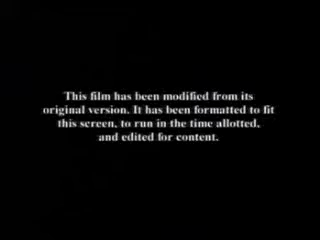 This film has been modified from its
original version. It has been formatted to fit
this screen, to run in the time allotted,
and edited for content.